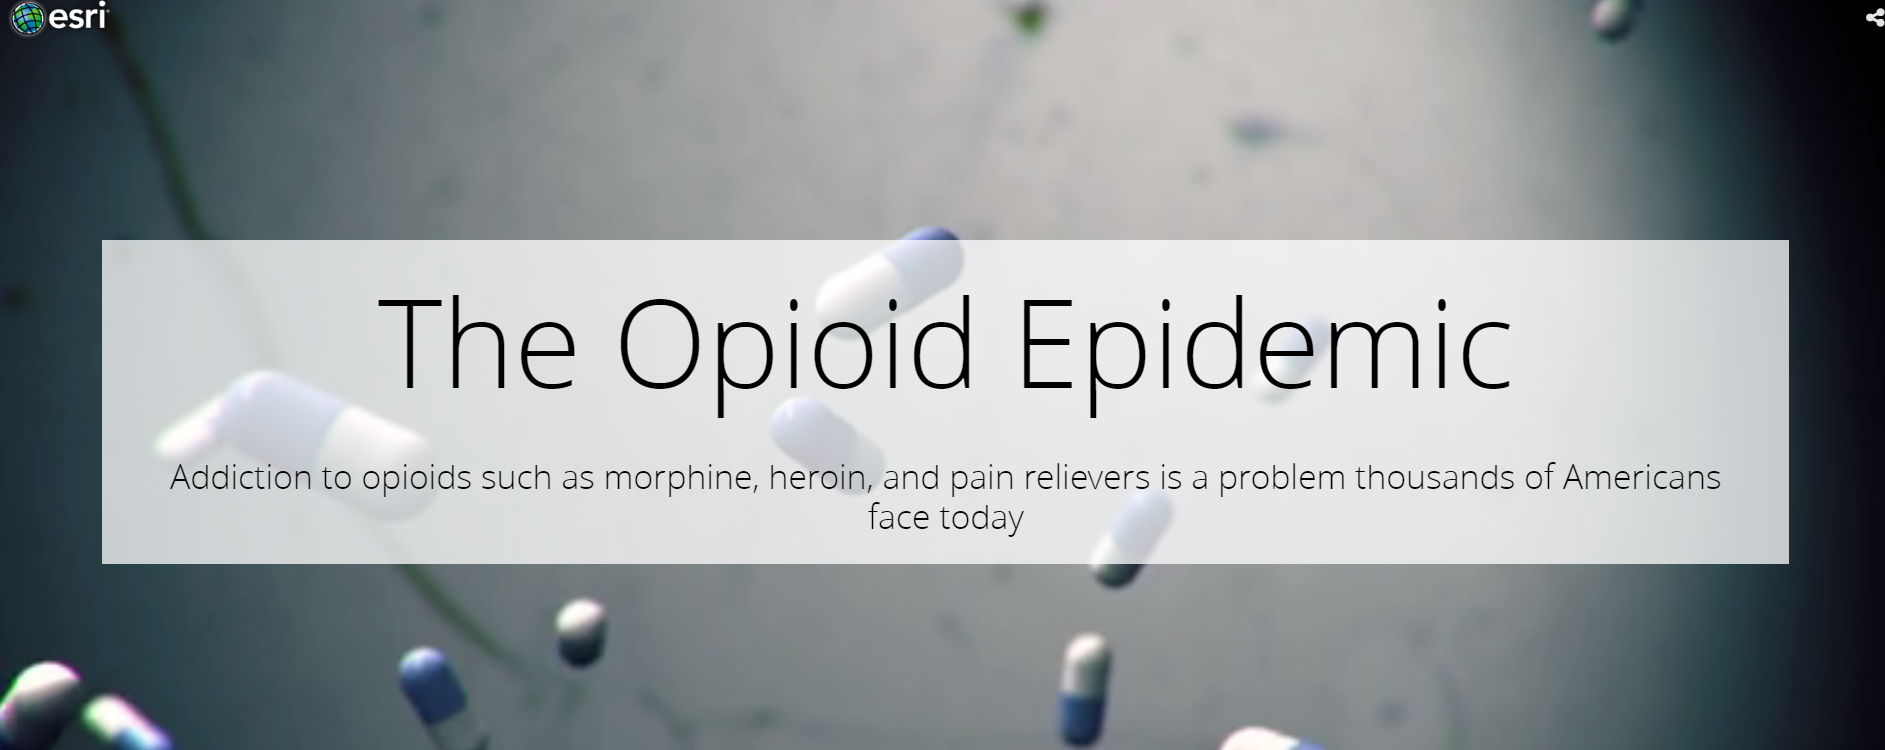 esri
The Opioid Epidemic
Addiction to opioids such as morphine, heroin, and pain relievers is a problem thousands of Americans
face today